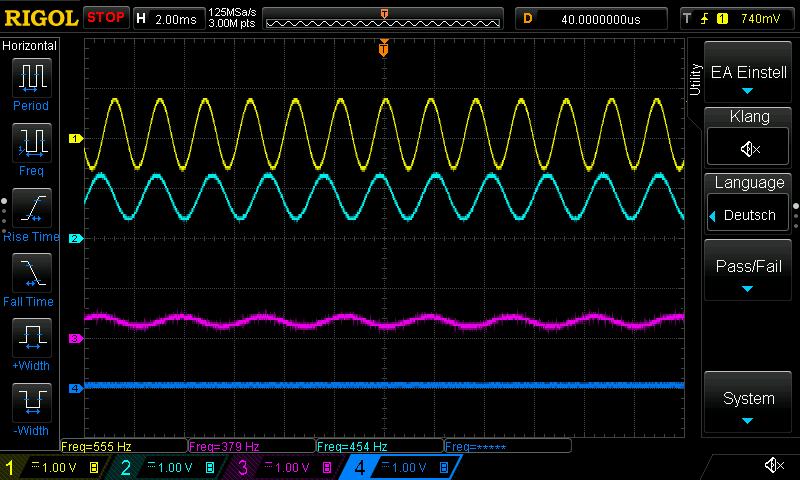 RIGOL STOP H 2.00ms 125MSa/s 3.00M pts T D 40.0000000us T 1 740mV
Horizontal
Period
Freq
Rise Time
Fall Time
+Width
-Width
T
1
2
3
4
Utility
EA Einstell
Klang
Language
Deutsch
Pass/Fail
System
Freq=555 Hz Freq=379 Hz Freq=454 Hz Freq=*****
1 1.00 V B 2 1.00 V B 3 1.00 V B 4 1.00 V B